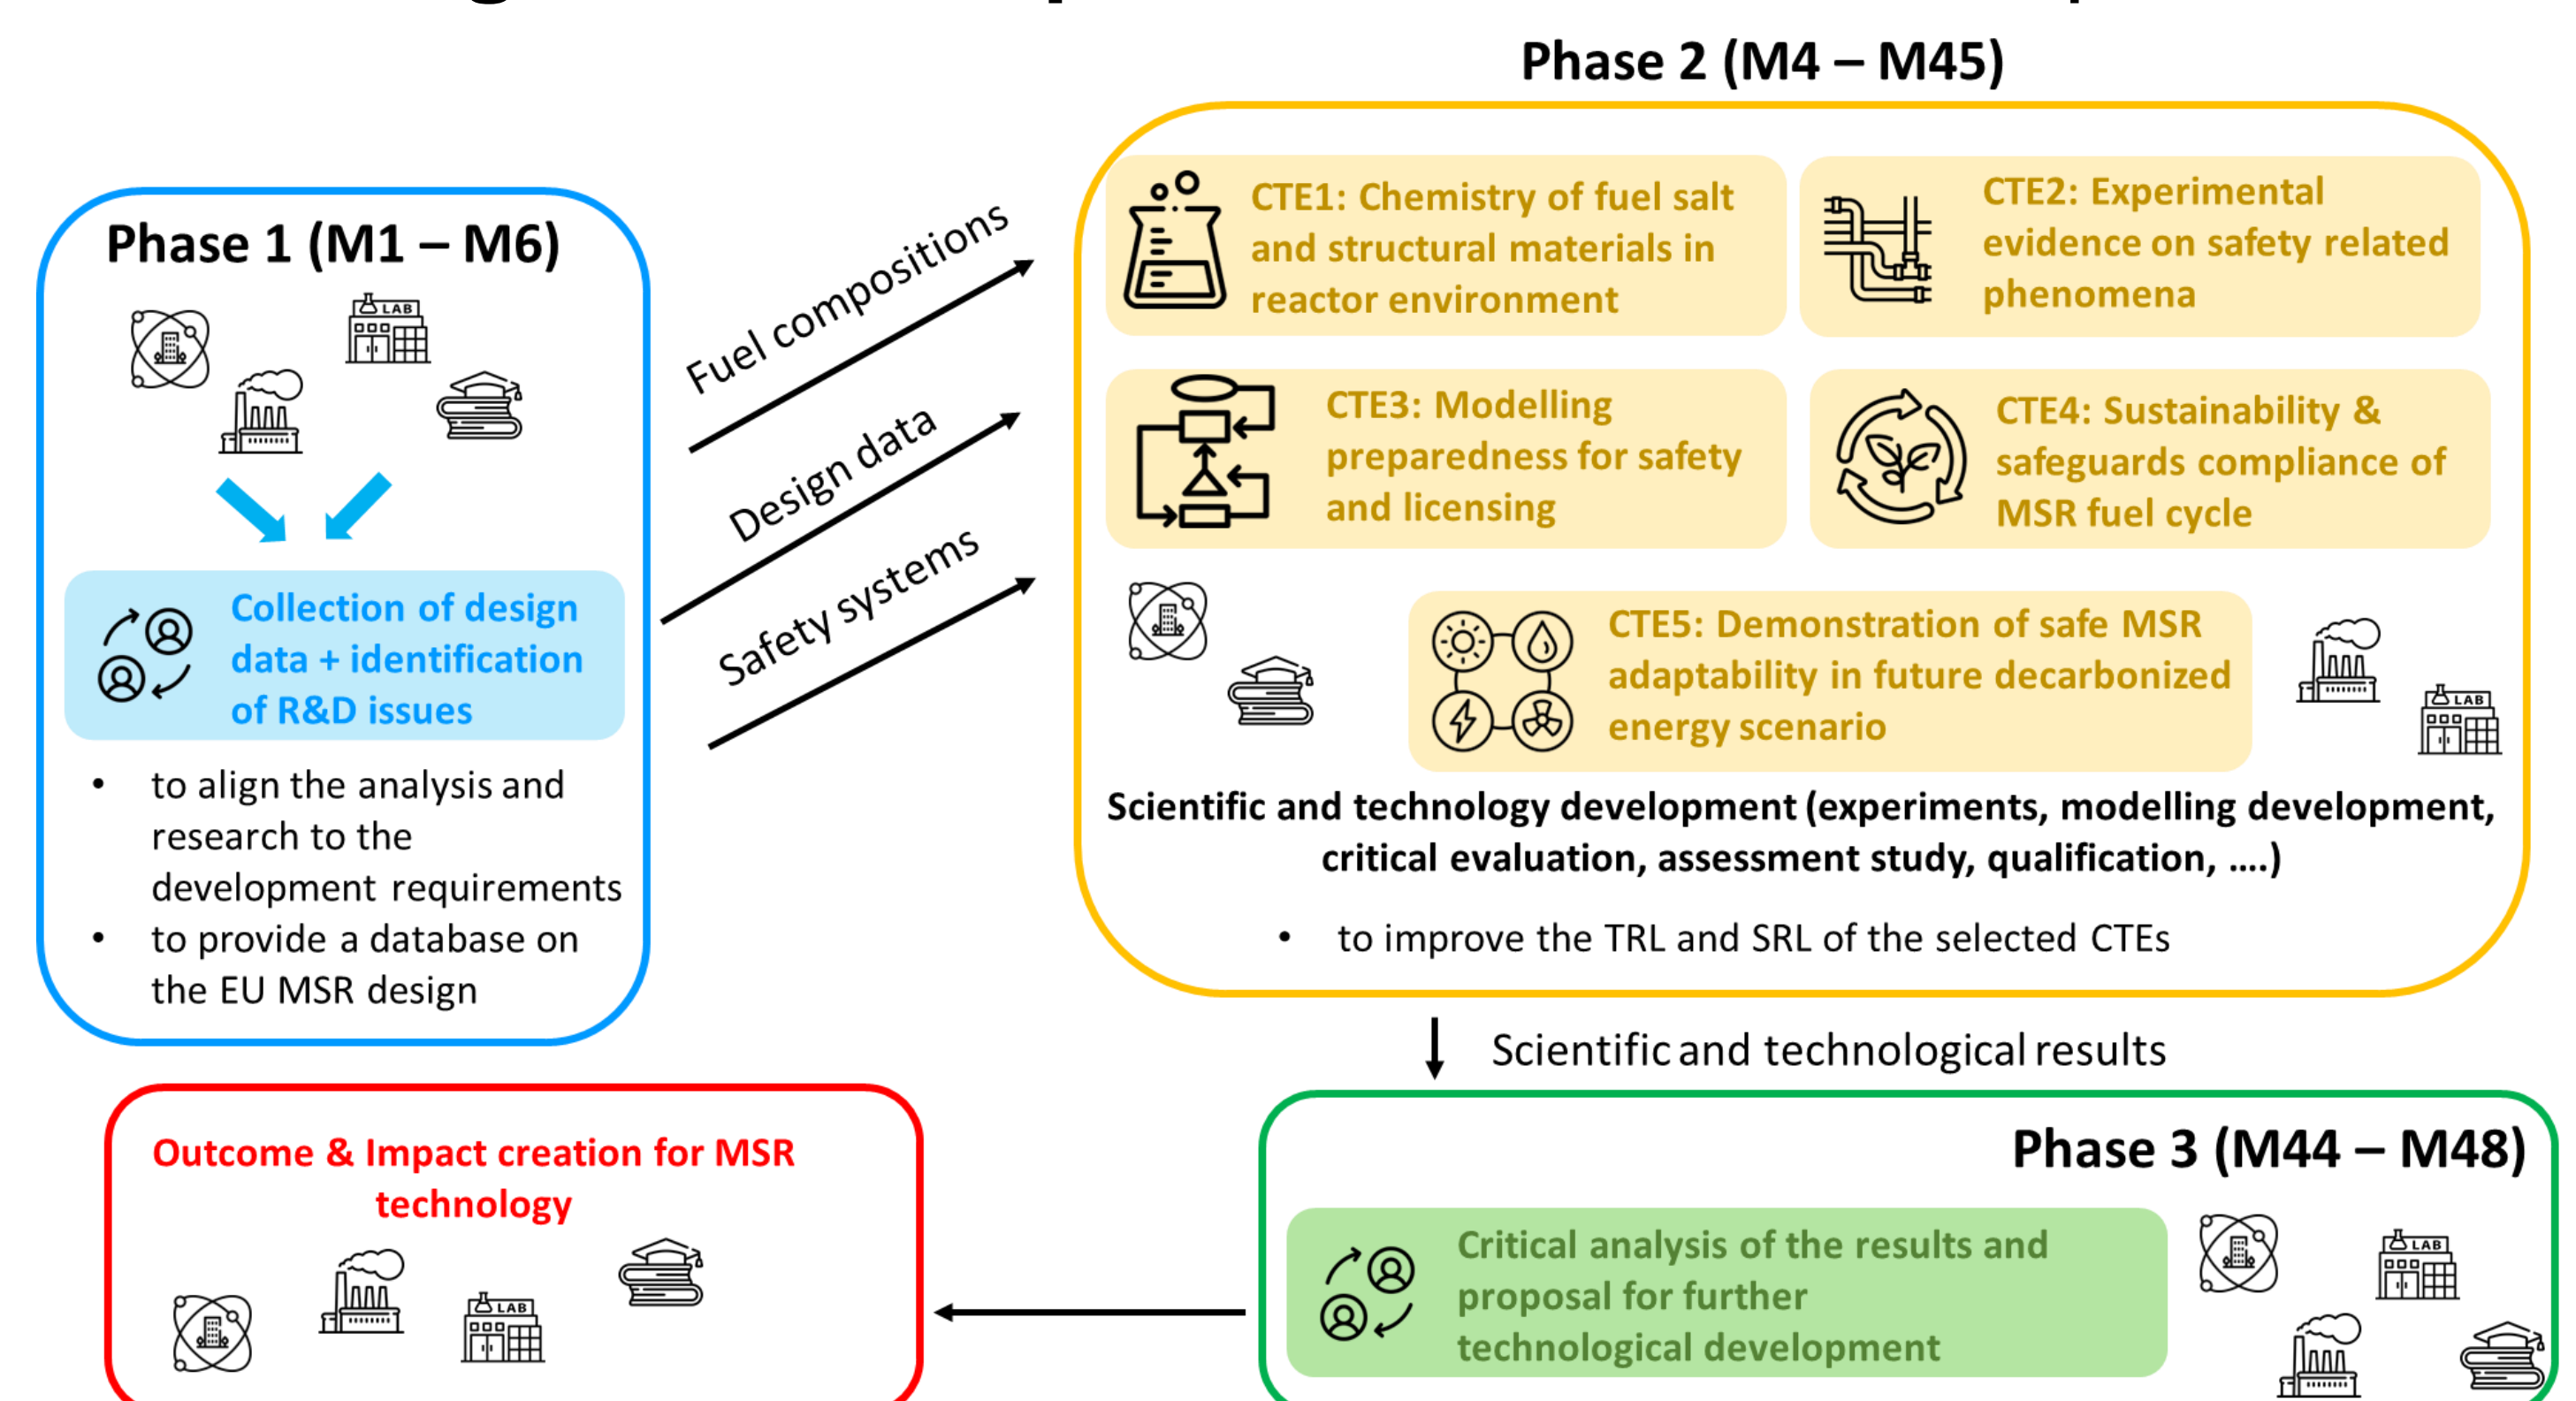 Phase 1 (M1 – M6)
LAB
Collection of design
data + identification
of R&D issues
• to align the analysis and
research to the
development requirements
• to provide a database on
the EU MSR design
Fuel compositions
Design data
Safety systems
Phase 2 (M4 – M45)
CTE1: Chemistry of fuel salt
and structural materials in
reactor environment
CTE2: Experimental
evidence on safety related
phenomena
CTE3: Modelling
preparedness for safety
and licensing
CTE4: Sustainability &
safeguards compliance of
MSR fuel cycle
CTE5: Demonstration of safe MSR
adaptability in future decarbonized
energy scenario
LAB
Scientific and technology development (experiments, modelling development,
critical evaluation, assessment study, qualification, ....)
• to improve the TRL and SRL of the selected CTEs
Scientific and technological results
Phase 3 (M44 – M48)
Critical analysis of the results and
proposal for further
technological development
LAB
Outcome & Impact creation for MSR
technology
LAB